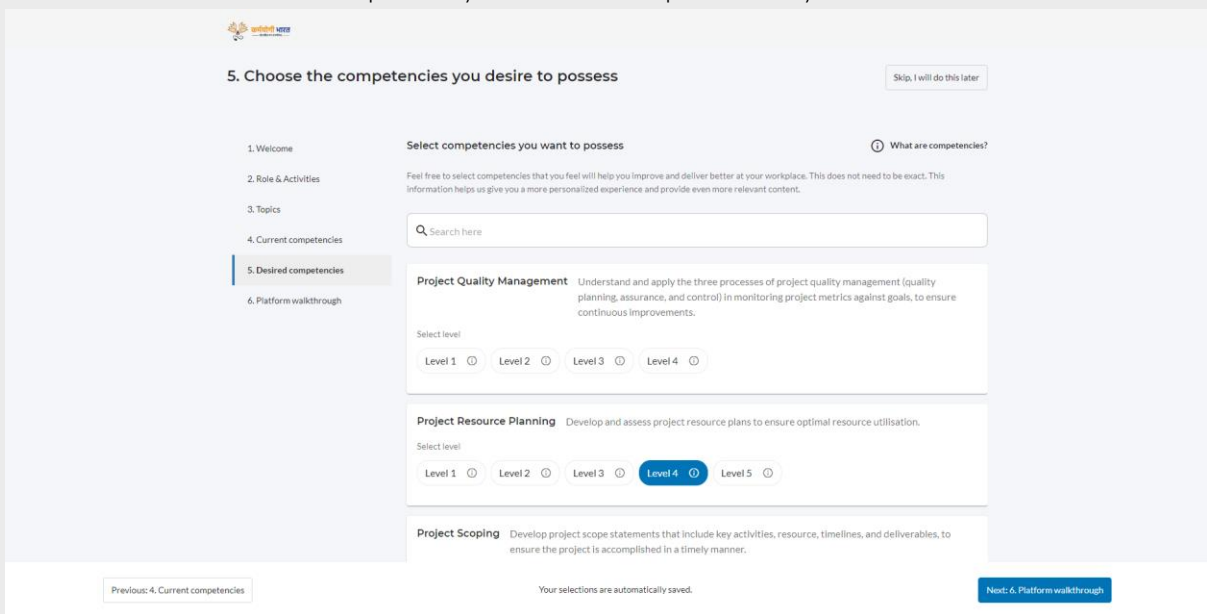 कर्मयोगी भारत
5. Choose the competencies you desire to possess
Skip, I will do this later
1. Welcome
2. Role & Activities
3. Topics
4. Current competencies
5. Desired competencies
6. Platform walkthrough
Select competencies you want to possess
What are competencies?
Feel free to select competencies that you feel will help you improve and deliver better at your workplace. This does not need to be exact. This
information helps us give you a more personalized experience and provide even more relevant content.
Search here
Project Quality Management Understand and apply the three processes of project quality management (quality
planning, assurance, and control) in monitoring project metrics against goals, to ensure
continuous improvements.
Select level
Level 1 Level 2 Level 3 Level 4
Project Resource Planning Develop and assess project resource plans to ensure optimal resource utilisation.
Select level
Level 1 Level 2 Level 3 Level 4 Level 5
Project Scoping Develop project scope statements that include key activities, resource, timelines, and deliverables, to
ensure the project is accomplished in a timely manner.
Previous: 4. Current competencies
Your selections are automatically saved.
Next: 6. Platform walkthrough